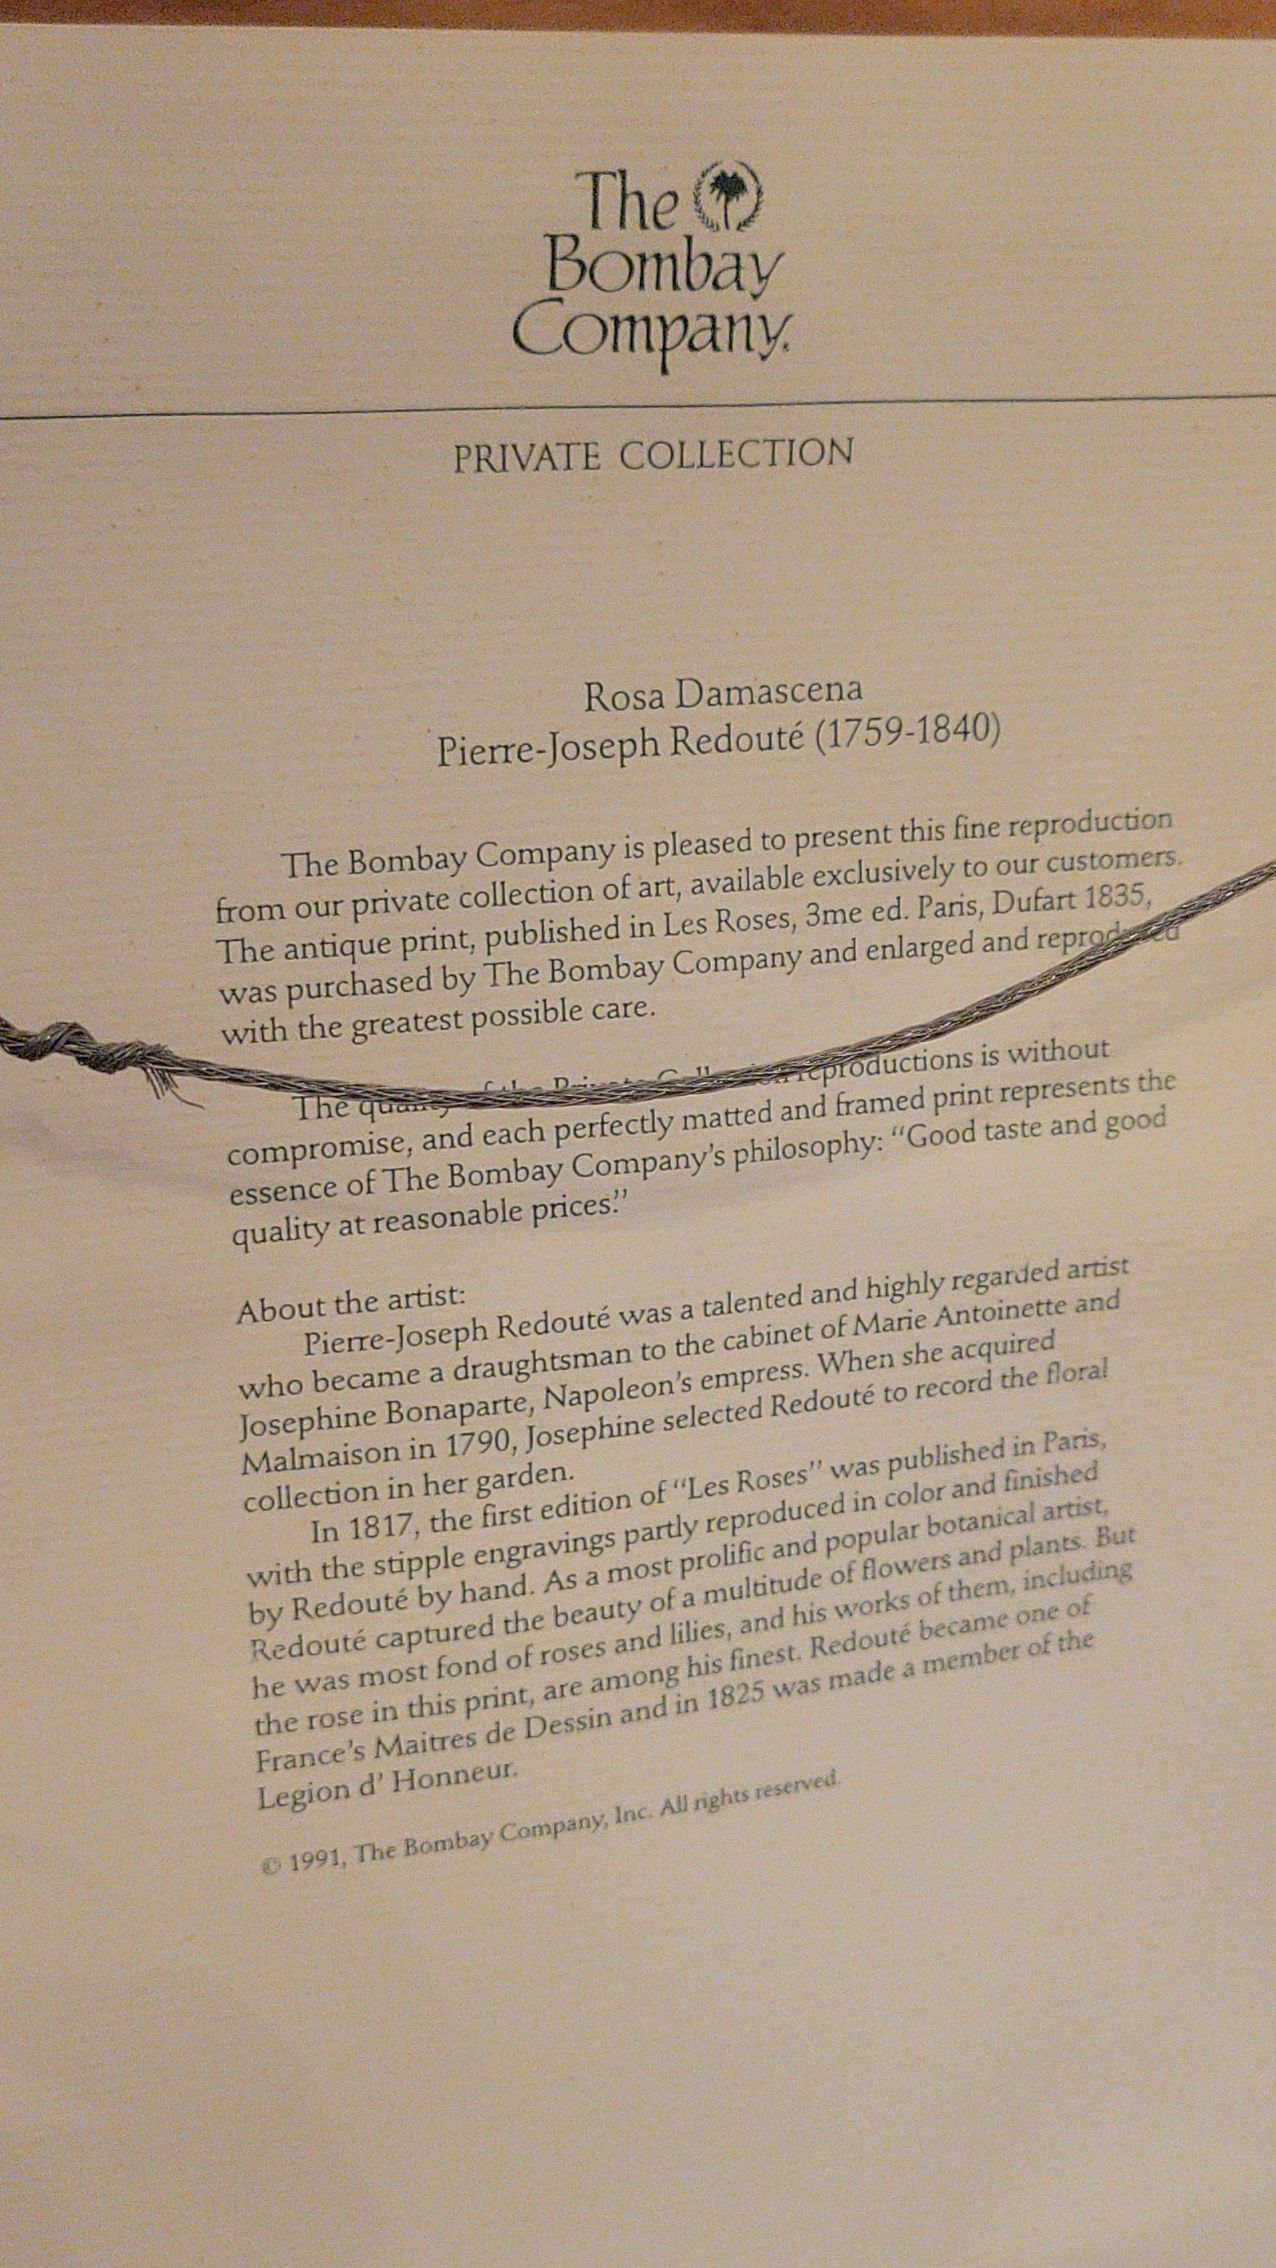 The
Bombay
Company.
PRIVATE COLLECTION
Rosa Damascena
Pierre-Joseph Redouté (1759-1840)
The Bombay Company is pleased to present this fine reproduction
from our private collection of art, available exclusively to our customers.
The antique print, published in Les Roses, 3me ed. Paris, Dufart 1835,
was purchased by The Bombay Company and enlarged and reproduced
with the greatest possible care.
The quality of the Private Collection reproductions is without
compromise, and each perfectly matted and framed print represents the
essence of The Bombay Company's philosophy: "Good taste and good
quality at reasonable prices."
About the artist:
Pierre-Joseph Redouté was a talented and highly regarded artist
who became a draughtsman to the cabinet of Marie Antoinette and
Josephine Bonaparte, Napoleon's empress. When she acquired
Malmaison in 1790, Josephine selected Redouté to record the floral
collection in her garden.
In 1817, the first edition of "Les Roses" was published in Paris,
with the stipple engravings partly reproduced in color and finished
by Redouté by hand. As a most prolific and popular botanical artist,
Redouté captured the beauty of a multitude of flowers and plants. But
he was most fond of roses and lilies, and his works of them, including
the rose in this print, are among his finest. Redouté became one of
France's Maitres de Dessin and in 1825 was made a member of the
Legion d' Honneur.
© 1991, The Bombay Company, Inc. All rights reserved.